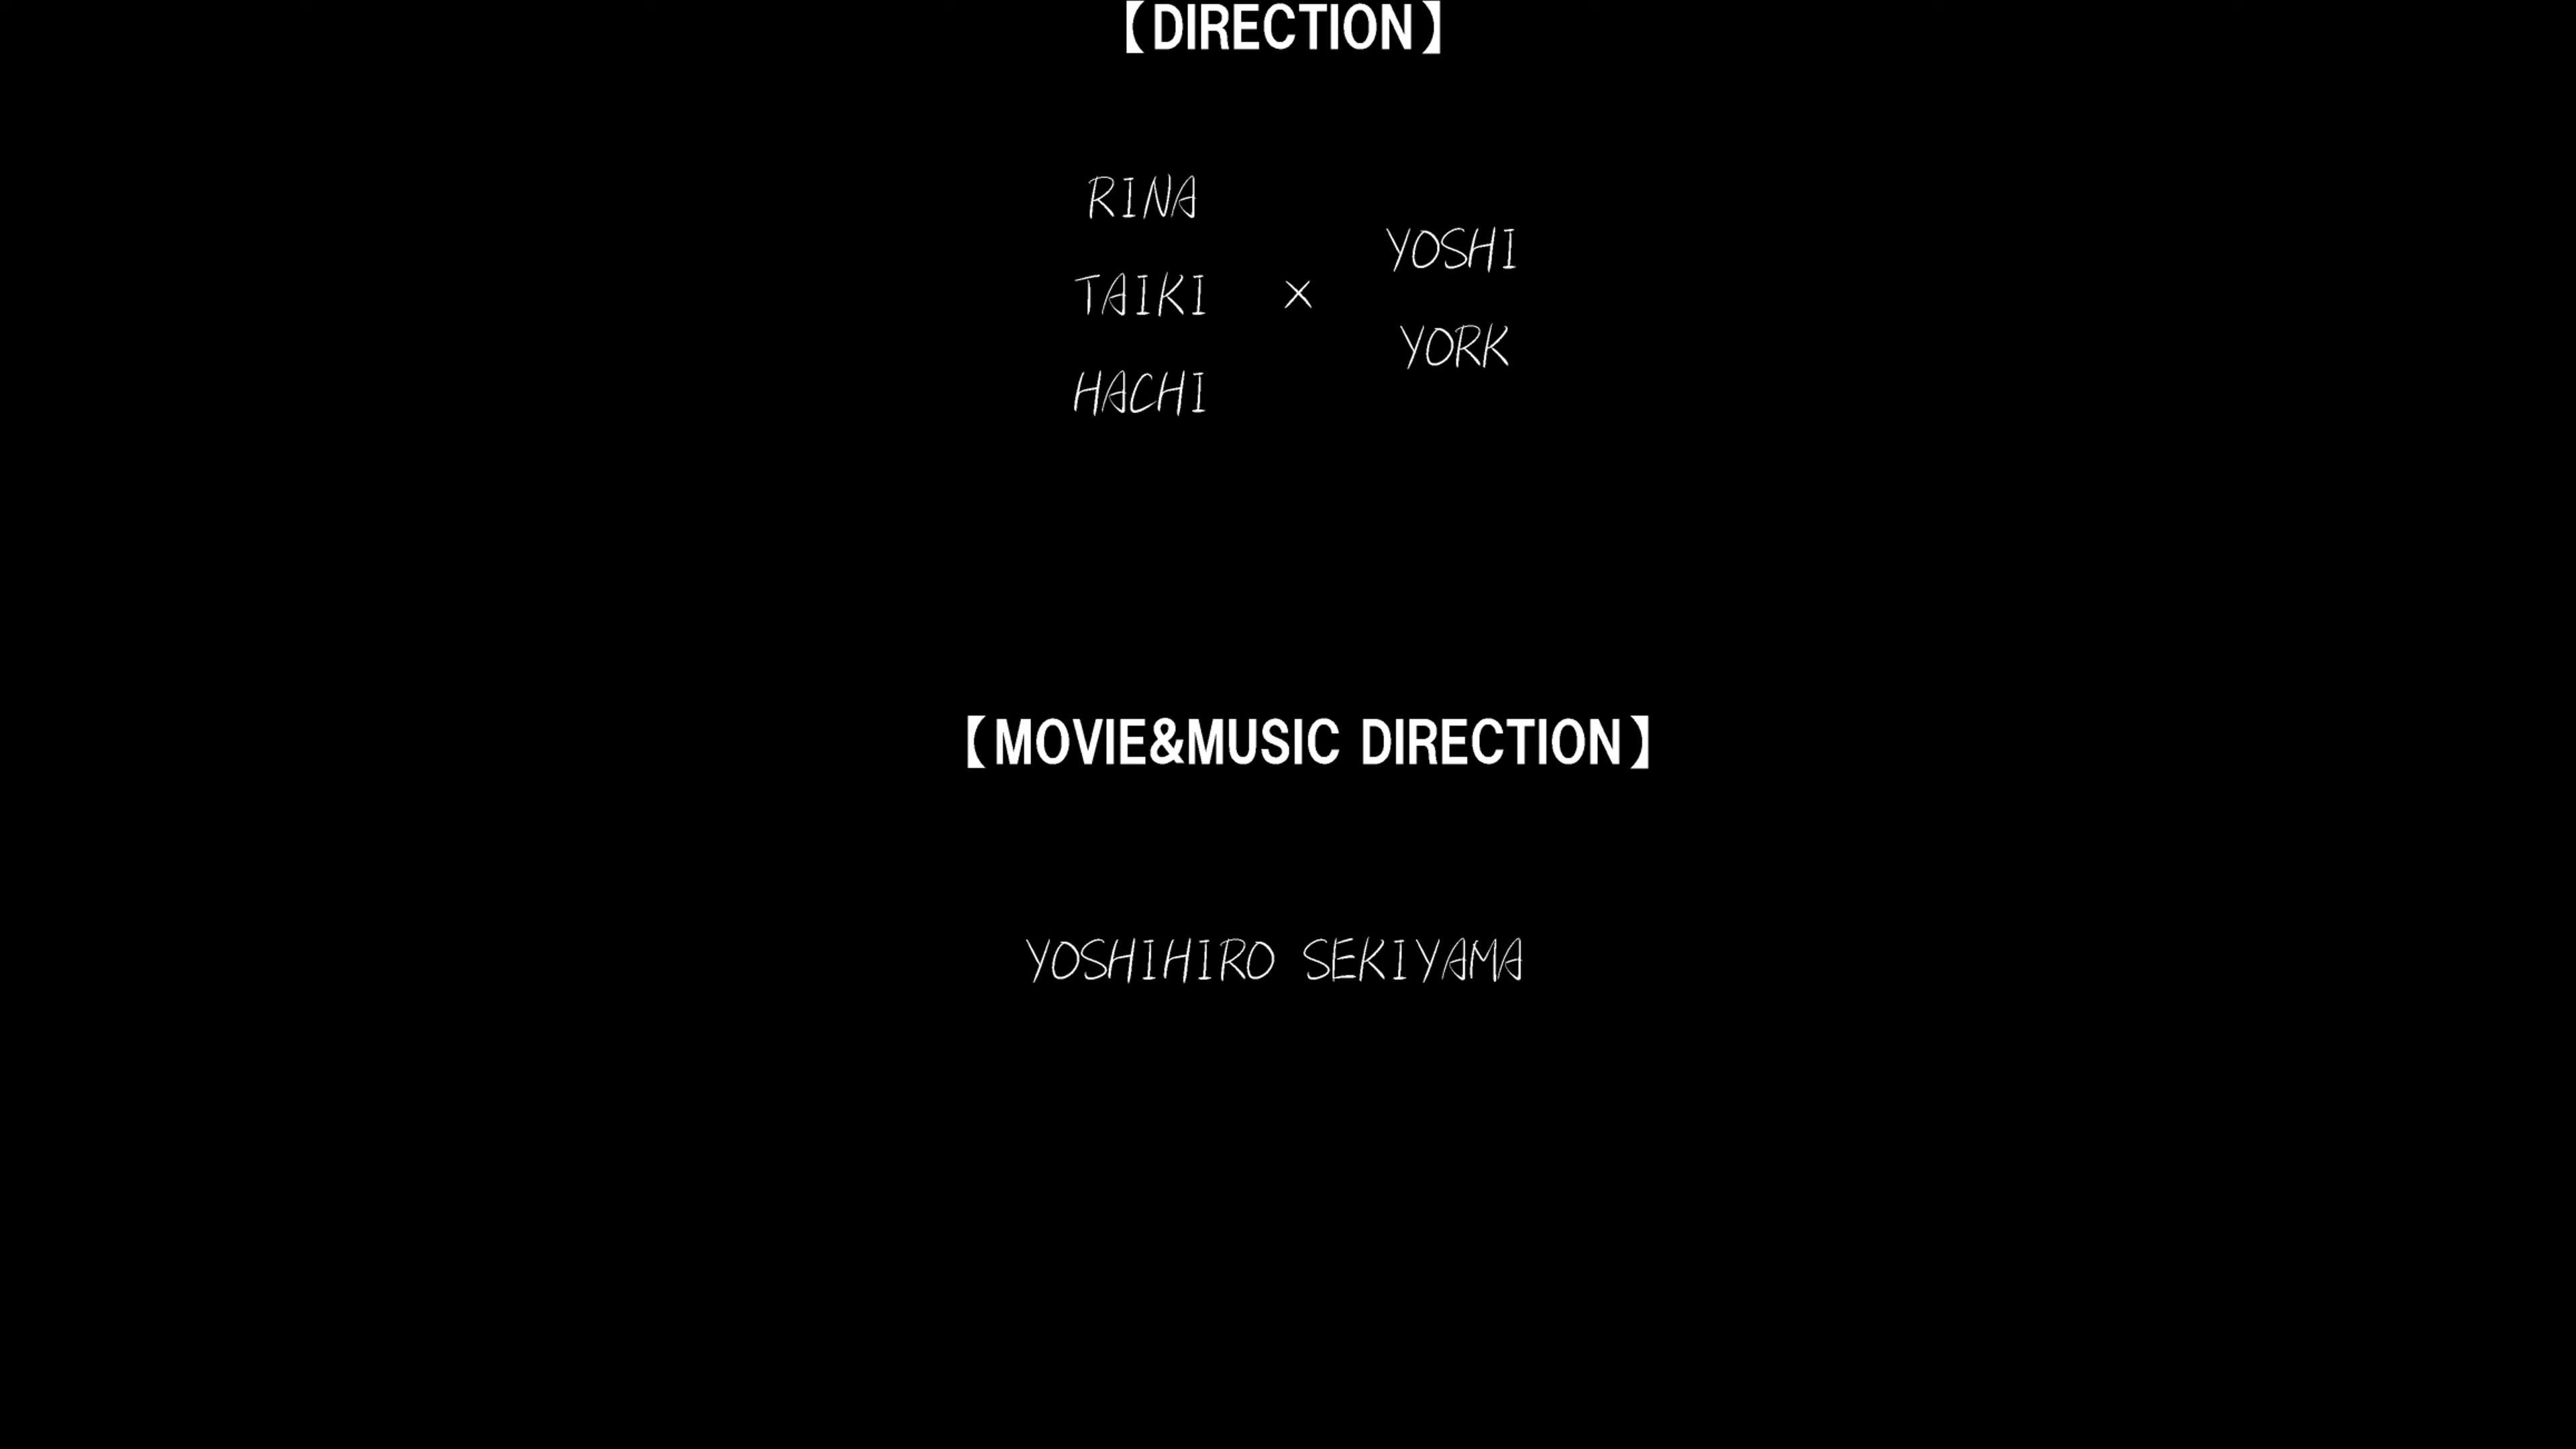 【DIRECTION】
RINA
TAIKI
HACHI
×
YOSHI
YORK
【MOVIE&MUSIC DIRECTION】
YOSHIHIRO SEKIYAMA